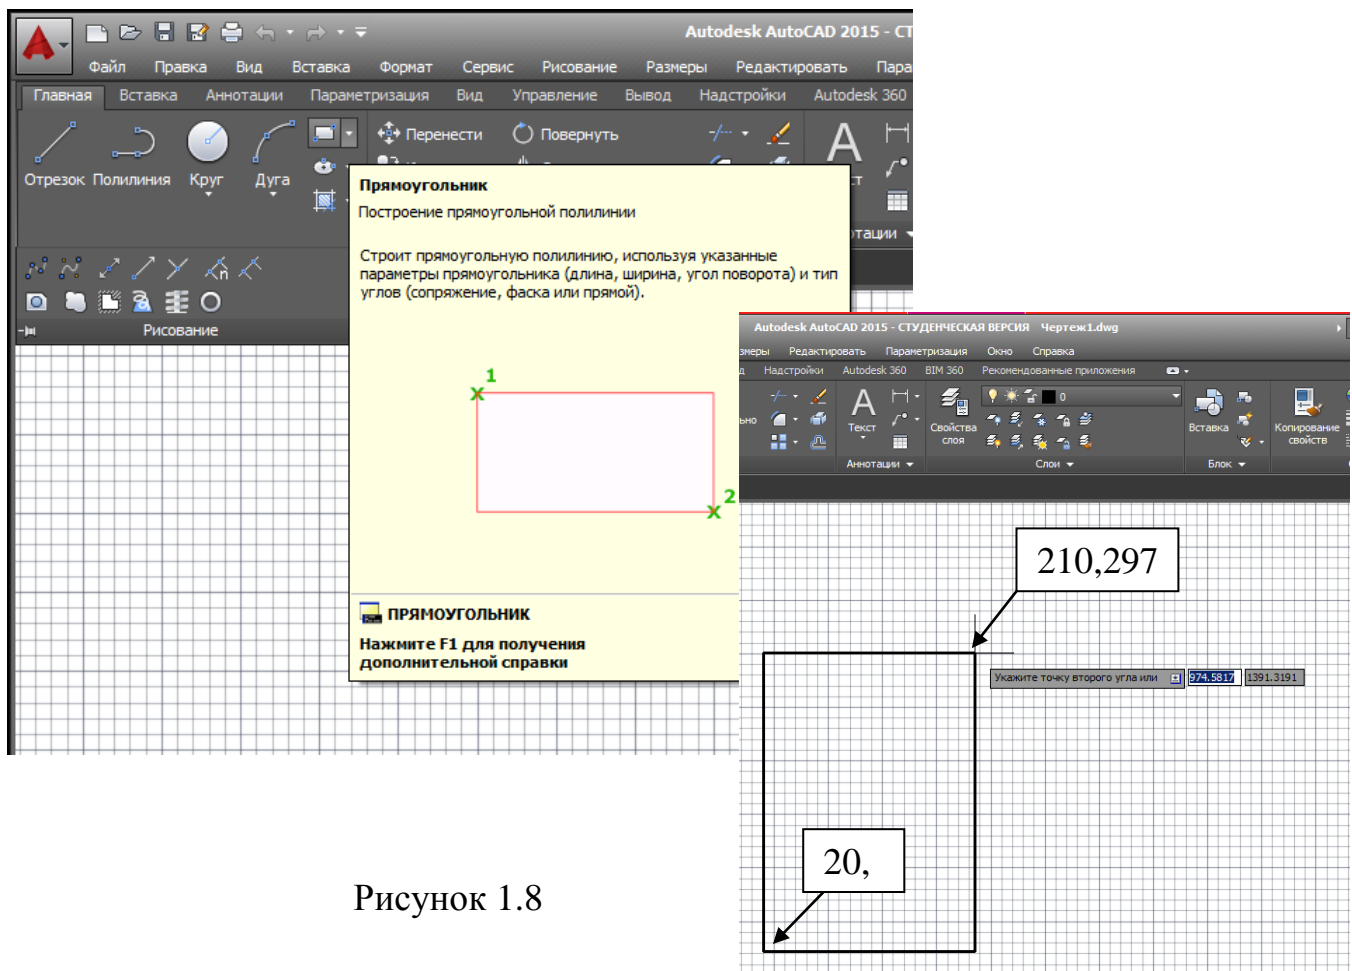 Autodesk AutoCAD 2015 - СТ
Файл Правка Вид Вставка Формат Сервис Рисование Размеры Редактировать Пара
Главная Вставка Аннотации Параметризация Вид Управление Вывод Надстройки Autodesk 360
Перенести Повернуть
Отрезок Полилиния Круг Дуга
Рисование
Прямоугольник
Построение прямоугольной полилинии
Строит прямоугольную полилинию, используя указанные
параметры прямоугольника (длина, ширина, угол поворота) и тип
углов (сопряжение, фаска или прямой).
1
2
ПРЯМОУГОЛЬНИК
Нажмите F1 для получения
дополнительной справки
Autodesk AutoCAD 2015 - СТУДЕНЧЕСКАЯ ВЕРСИЯ Чертеж1.dwg
змеры Редактировать Параметризация Окно Справка
Надстройки Autodesk 360 BIM 360 Рекомендованные приложения
0
Текст Свойства слоя Вставка Копирование свойств
Аннотации Слои Блок
210,297
Укажите точку второго угла или 974.5817 1391.3191
20,
Рисунок 1.8